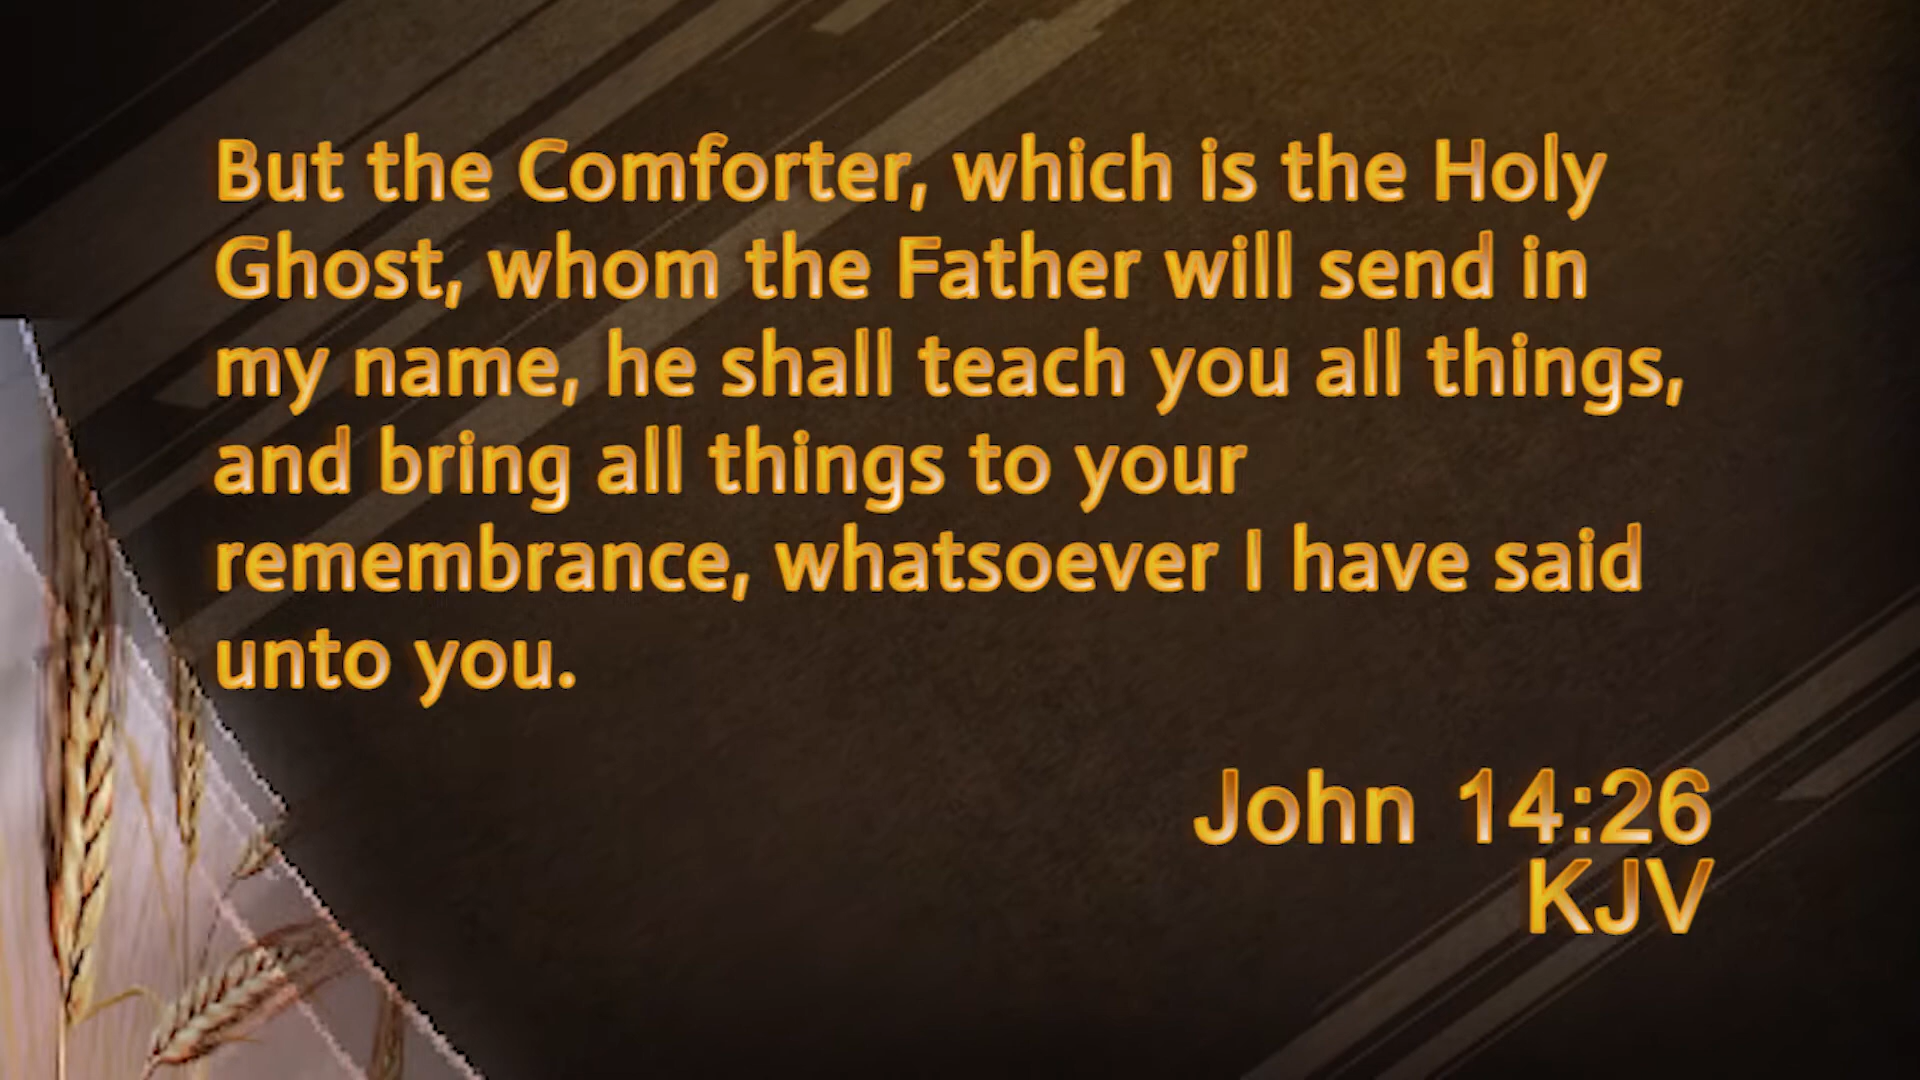 But the Comforter, which is the Holy
Ghost, whom the Father will send in
my name, he shall teach you all things,
and bring all things to your
remembrance, whatsoever I have said
unto you.
John 14:26
KJV